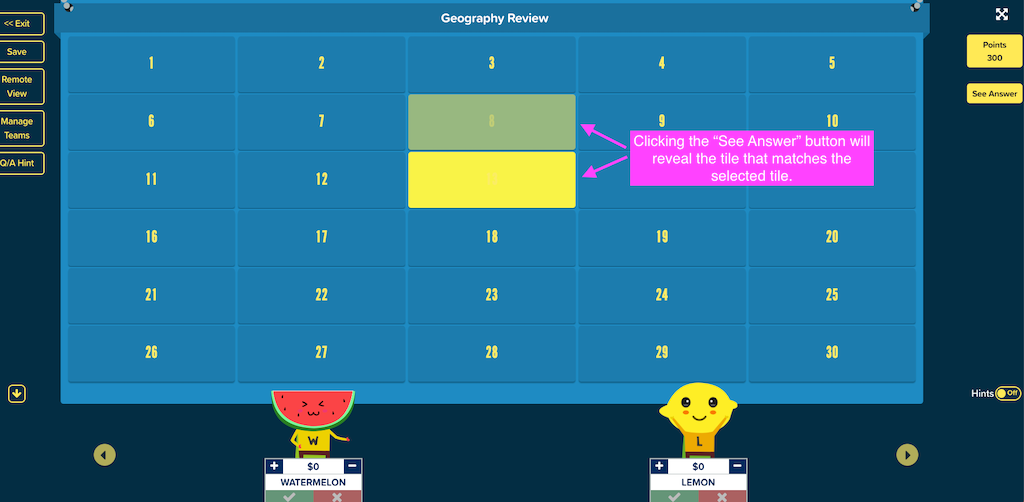 Geography Review
<< Exit
Save
Remote
View
Manage
Teams
Q/A Hint
Points
300
See Answer
1 2 3 4 5
6 7 8 9 10
Clicking the “See Answer” button will
reveal the tile that matches the
selected tile.
11 12
16 17 18 19 20
21 22 23 24 25
26 27 28 29 30
Hints Off
W
L
+ $0 −
WATERMELON
+ $0 −
LEMON